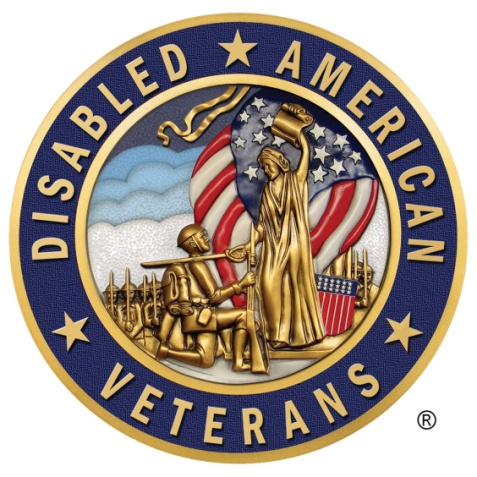 DISABLED ★ AMERICAN
★ VETERANS ★
®